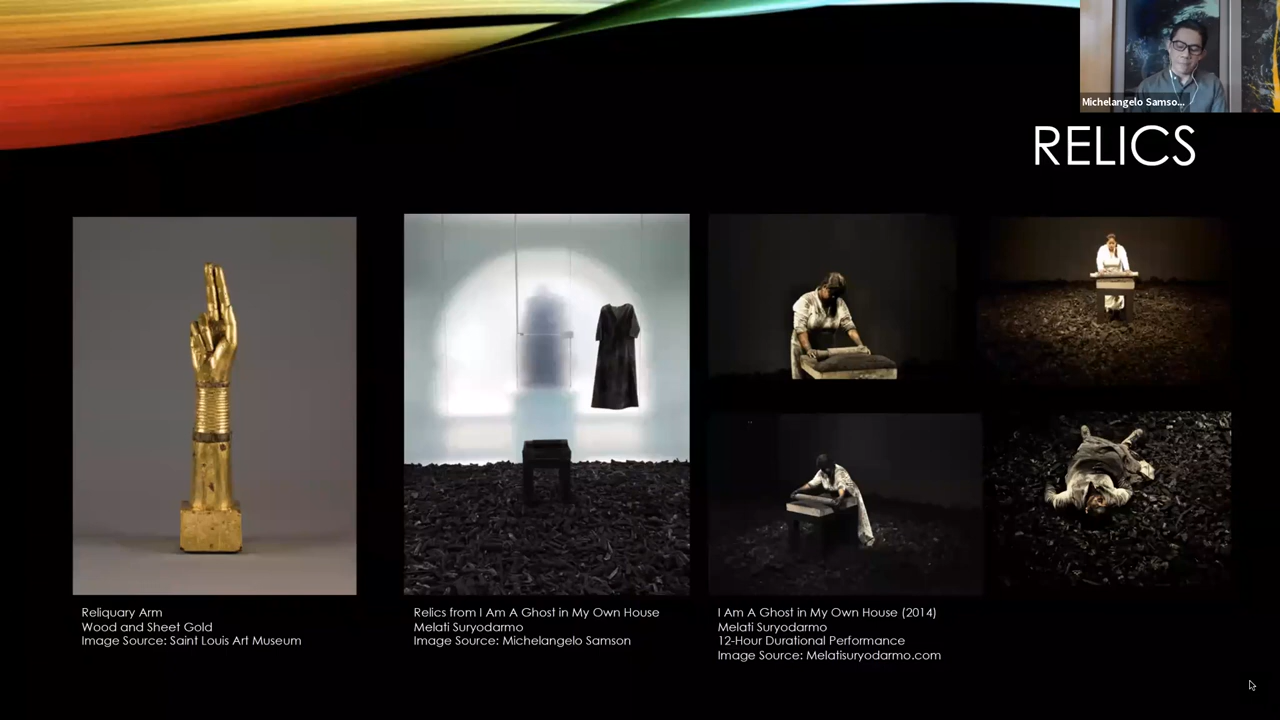 Michelangelo Samso...
RELICS
Reliquary Arm
Wood and Sheet Gold
Image Source: Saint Louis Art Museum
Relics from I Am A Ghost in My Own House
Melati Suryodarmo
Image Source: Michelangelo Samson
I Am A Ghost in My Own House (2014)
Melati Suryodarmo
12-Hour Durational Performance
Image Source: Melatisuryodarmo.com